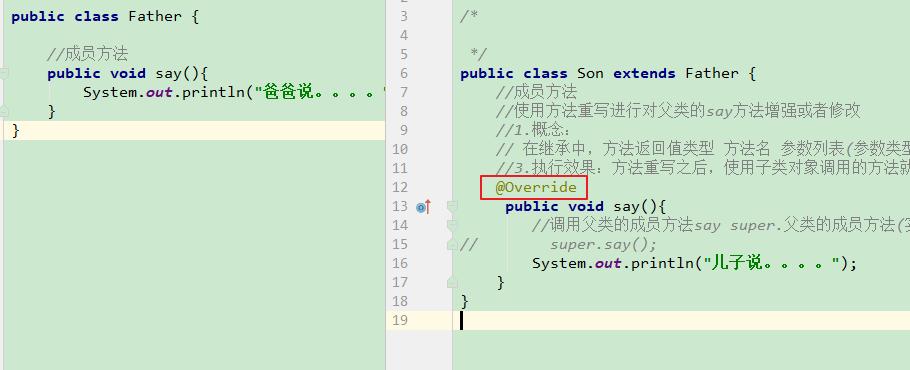 public class Father {
//成员方法
public void say(){
System.out.println("爸爸说。。。。"
}
}
3 /*
4
5 */
6 public class Son extends Father {
7 //成员方法
8 //使用方法重写进行对父类的say方法增强或者修改
9 //1.概念：
10 // 在继承中，方法返回值类型 方法名 参数列表(参数类型
11 //3.执行效果：方法重写之后，使用子类对象调用的方法就
12 @Override
13 public void say(){
14 //调用父类的成员方法say super.父类的成员方法(
15 // super.say();
16 System.out.println("儿子说。。。。");
17 }
18 }
19